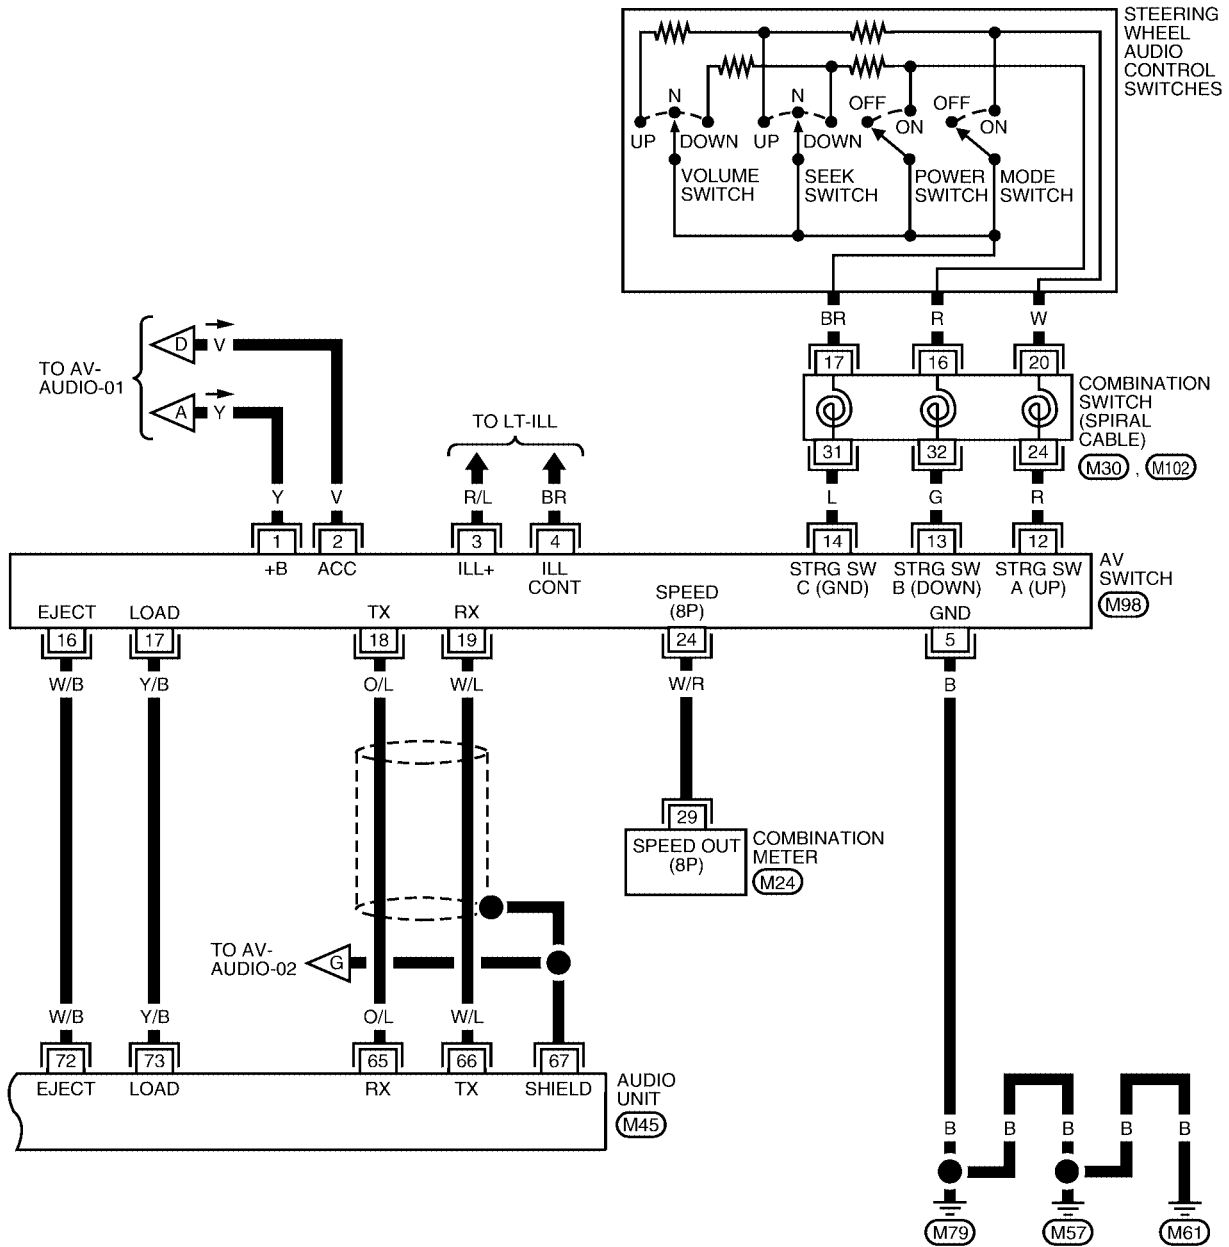 STEERING
WHEEL
AUDIO
CONTROL
SWITCHES
N
N
OFF
OFF
ON
ON
UP
DOWN
UP
DOWN
VOLUME
SWITCH
SEEK
SWITCH
POWER
SWITCH
MODE
SWITCH
BR
R
W
17
16
20
COMBINATION
SWITCH
(SPIRAL
CABLE)
M30 , M102
31
32
24
L
G
R
TO AV-
AUDIO-01
D
V
A
Y
TO LT-ILL
Y
V
R/L
BR
1
2
3
4
14
13
12
+B
ACC
ILL+
ILL
CONT
STRG SW
C (GND)
STRG SW
B (DOWN)
STRG SW
A (UP)
AV
SWITCH
M98
EJECT
LOAD
TX
RX
SPEED
(8P)
GND
16
17
18
19
24
5
W/B
Y/B
O/L
W/L
W/R
B
29
SPEED OUT
(8P)
COMBINATION
METER
M24
TO AV-
AUDIO-02
G
W/B
Y/B
O/L
W/L
72
73
65
66
67
EJECT
LOAD
RX
TX
SHIELD
AUDIO
UNIT
M45
B
B
B
B
B
M79
M57
M61